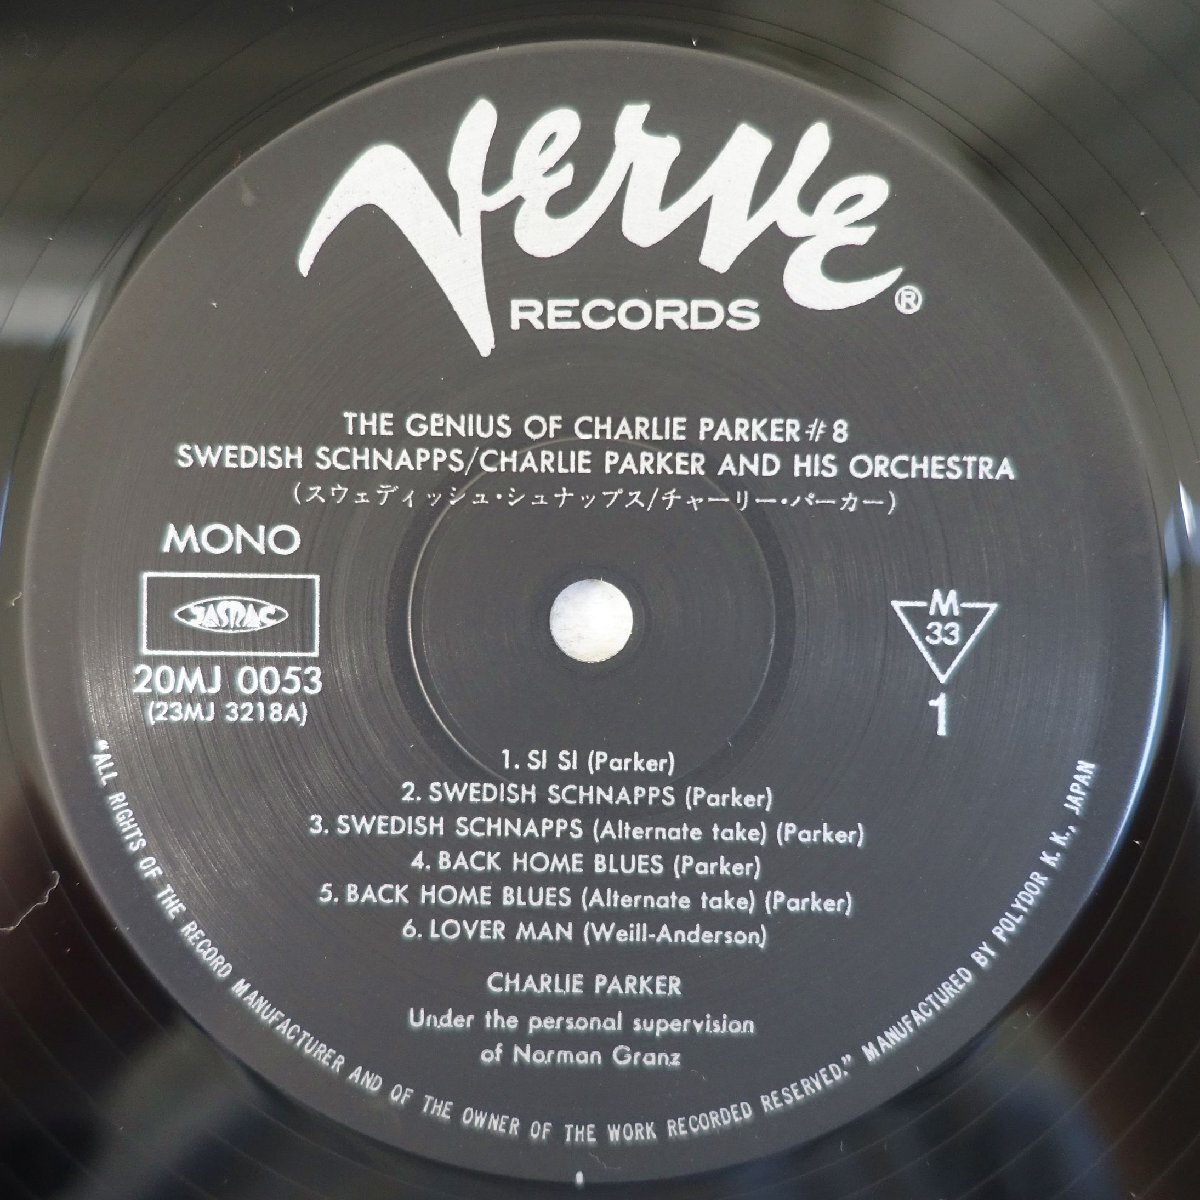 Verve ®
RECORDS
THE GENIUS OF CHARLIE PARKER #8
SWEDISH SCHNAPPS/CHARLIE PARKER AND HIS ORCHESTRA
(スウェディッシュ・シュナップス/チャーリー・パーカー)
MONO
JASRAC
20MJ 0053
(23MJ 3218A)
M
33
1
1. SI SI (Parker)
2. SWEDISH SCHNAPPS (Parker)
3. SWEDISH SCHNAPPS (Alternate take) (Parker)
4. BACK HOME BLUES (Parker)
5. BACK HOME BLUES (Alternate take) (Parker)
6. LOVER MAN (Weill-Anderson)
CHARLIE PARKER
Under the personal supervision
of Norman Granz
"ALL RIGHTS OF THE RECORD MANUFACTURER AND OF THE OWNER OF THE WORK RECORDED RESERVED." MANUFACTURED BY POLYDOR K. K., JAPAN